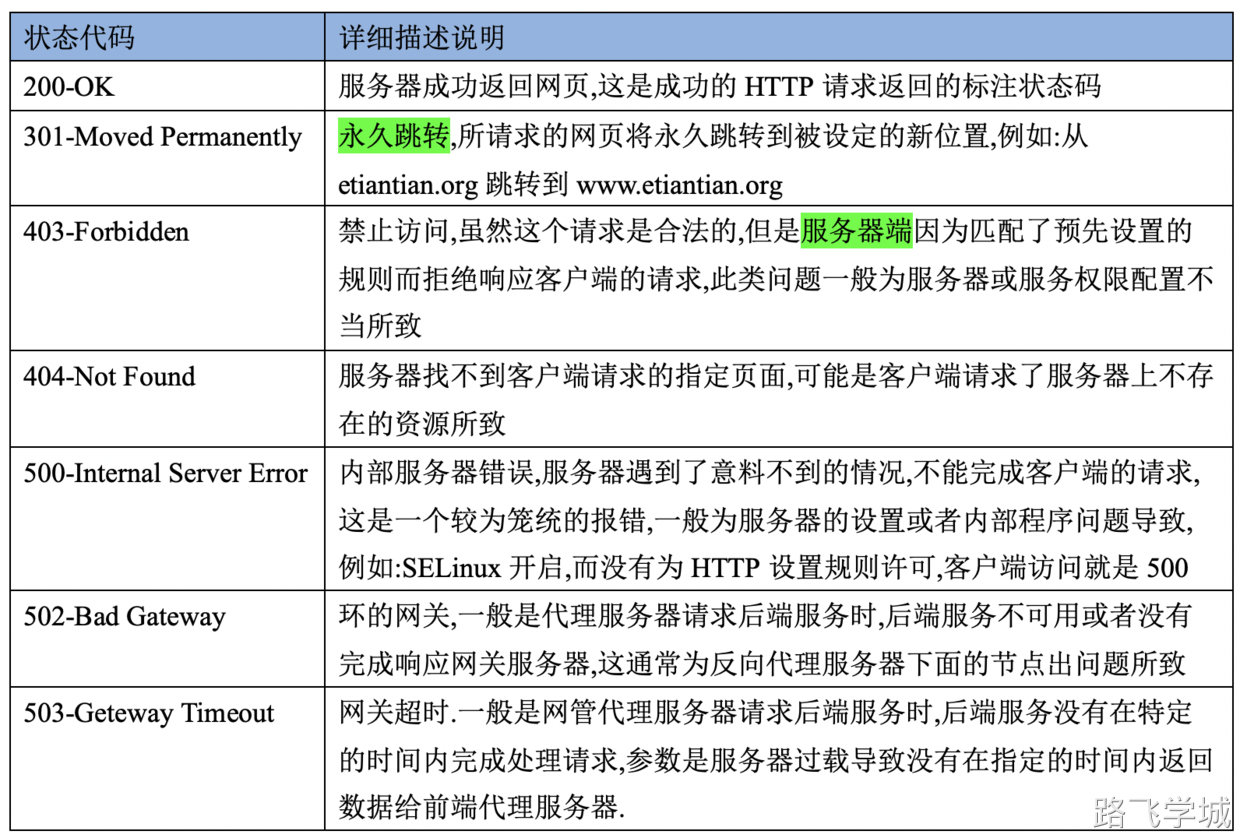 状态代码 详细描述说明
200-OK 服务器成功返回网页,这是成功的 HTTP 请求返回的标注状态码
301-Moved Permanently 永久跳转,所请求的网页将永久跳转到被设定的新位置,例如:从
etiantian.org 跳转到 www.etiantian.org
403-Forbidden 禁止访问,虽然这个请求是合法的,但是服务器端因为匹配了预先设置的
规则而拒绝响应客户端的请求,此类问题一般为服务器或服务权限配置不
当所致
404-Not Found 服务器找不到客户端请求的指定页面,可能是客户端请求了服务器上不存
在的资源所致
500-Internal Server Error 内部服务器错误,服务器遇到了意料不到的情况,不能完成客户端的请求,
这是一个较为笼统的报错,一般为服务器的设置或者内部程序问题导致,
例如:SELinux 开启,而没有为 HTTP 设置规则许可,客户端访问就是 500
502-Bad Gateway 环的网关,一般是代理服务器请求后端服务时,后端服务不可用或者没有
完成响应网关服务器,这通常为反向代理服务器下面的节点出问题所致
503-Geteway Timeout 网关超时.一般是网管代理服务器请求后端服务时,后端服务没有在特定
的时间内完成处理请求,参数是服务器过载导致没有在指定的时间内返回
数据给前端代理服务器.
路飞学城